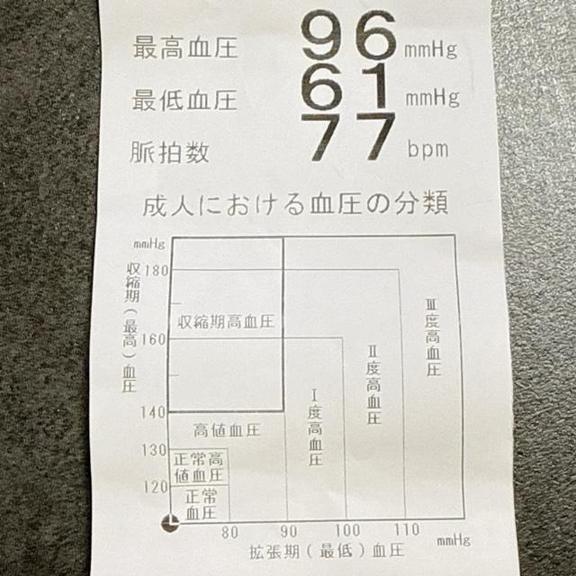 最高血圧 96 mmHg
最低血圧 61 mmHg
脈拍数 77 bpm
成人における血圧の分類
mmHg
収縮期(最高)血圧
180
160
140
130
120
収縮期高血圧
高値血圧
正常高
値血圧
正常
血圧
Ⅰ度高血圧
Ⅱ度高血圧
Ⅲ度高血圧
80 90 100 110 mmHg
拡張期(最低)血圧